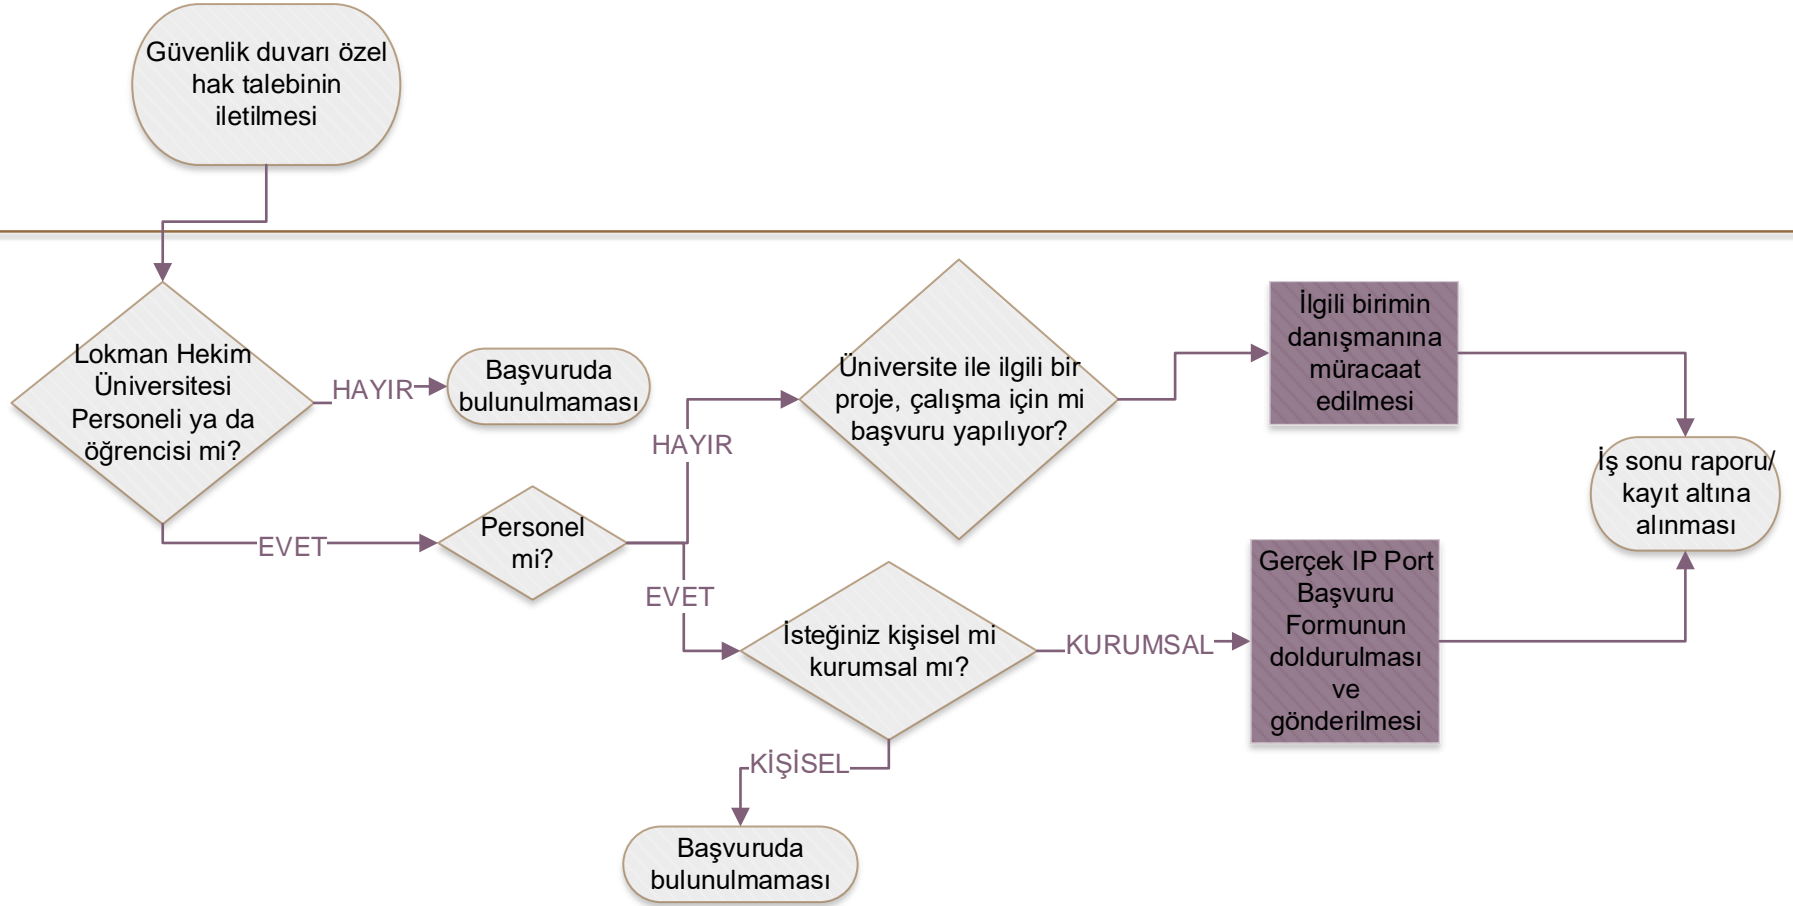 Güvenlik duvarı özel
hak talebinin
iletilmesi
Lokman Hekim
Üniversitesi
Personeli ya da
öğrencisi mi?
HAYIR
Başvuruda
bulunulmaması
EVET
Personel
mi?
HAYIR
Üniversite ile ilgili bir
proje, çalışma için mi
başvuru yapılıyor?
İlgili birimin
danışmanına
müracaat
edilmesi
EVET
İsteğiniz kişisel mi
kurumsal mı?
KURUMSAL
Gerçek IP Port
Başvuru
Formunun
doldurulması
ve
gönderilmesi
İş sonu raporu/
kayıt altına
alınması
KİŞİSEL
Başvuruda
bulunulmaması